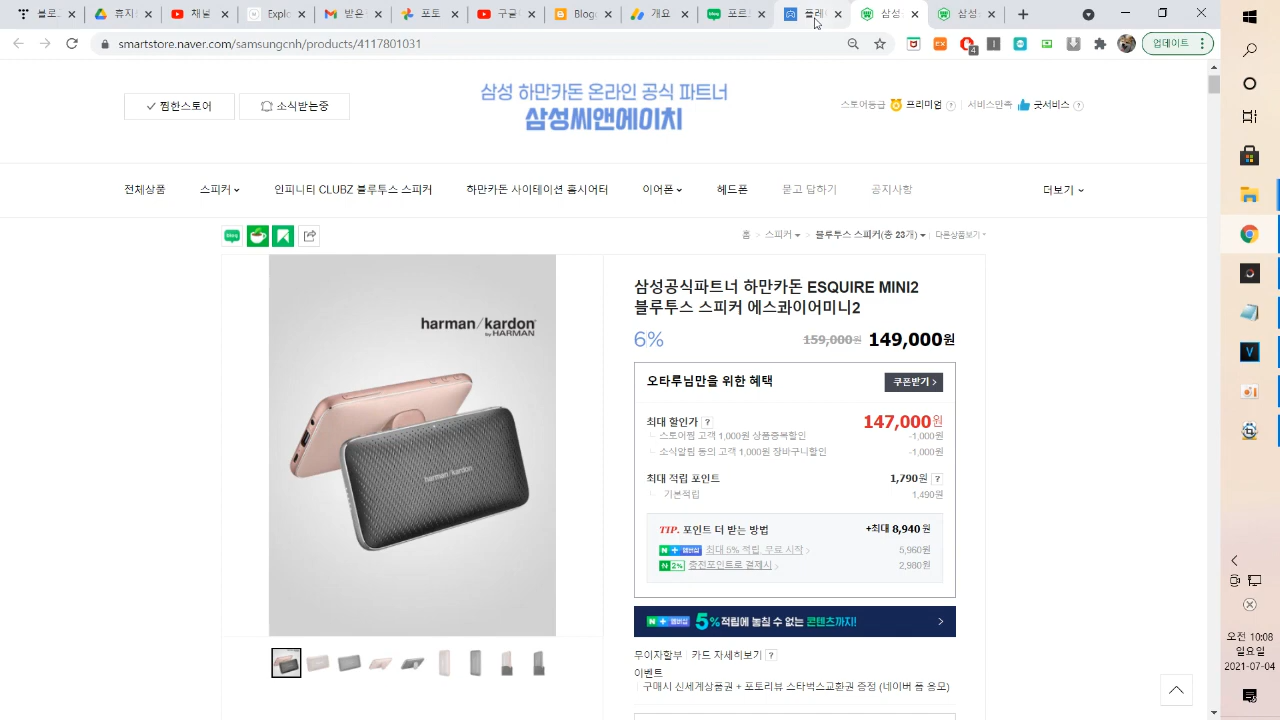 블로그
뮤직
재생
Expl
받은
포토
구글
Blog
개요
포트
플레
삼성
삼성
smartstore.naver.com/samsungcnh/products/4117801031
업데이트
찜한스토어
소식받는중
삼성 하만카돈 온라인 공식 파트너
삼성씨앤에이치
스토어등급 프리미엄 ? 서비스만족 굿서비스 ?
전체상품
스피커
인피니티 CLUBZ 블루투스 스피커
하만카돈 사이테이션 홈시어터
이어폰
헤드폰
묻고 답하기
공지사항
더보기
blog
홈 > 스피커 > 블루투스 스피커(총 23개) 다른상품보기
harman/kardon
by HARMAN
harman/kardon
삼성공식파트너 하만카돈 ESQUIRE MINI2
블루투스 스피커 에스콰이어미니2
6%
159,000원 149,000원
오타루님만을 위한 혜택
쿠폰받기 >
최대 할인가 ?
147,000원
스토어찜 고객 1,000원 상품중복할인
-1,000원
소식알림 동의 고객 1,000원 장바구니할인
-1,000원
최대 적립 포인트
1,790원 ?
기본적립
1,490원
TIP. 포인트 더 받는 방법
+최대 8,940 원
N + 멤버십 최대 5% 적립, 무료 시작 >
5,960원
N 2% 충전포인트로 결제시 >
2,980원
N + 멤버십 5%적립에 놓칠 수 없는 콘텐츠까지!
무이자할부 카드 자세히보기 ?
이벤트
구매시 신세계상품권 + 포토리뷰 스타벅스교환권 증정 (네이버 폼 응모)
오전 10:08
일요일
2021-07-04